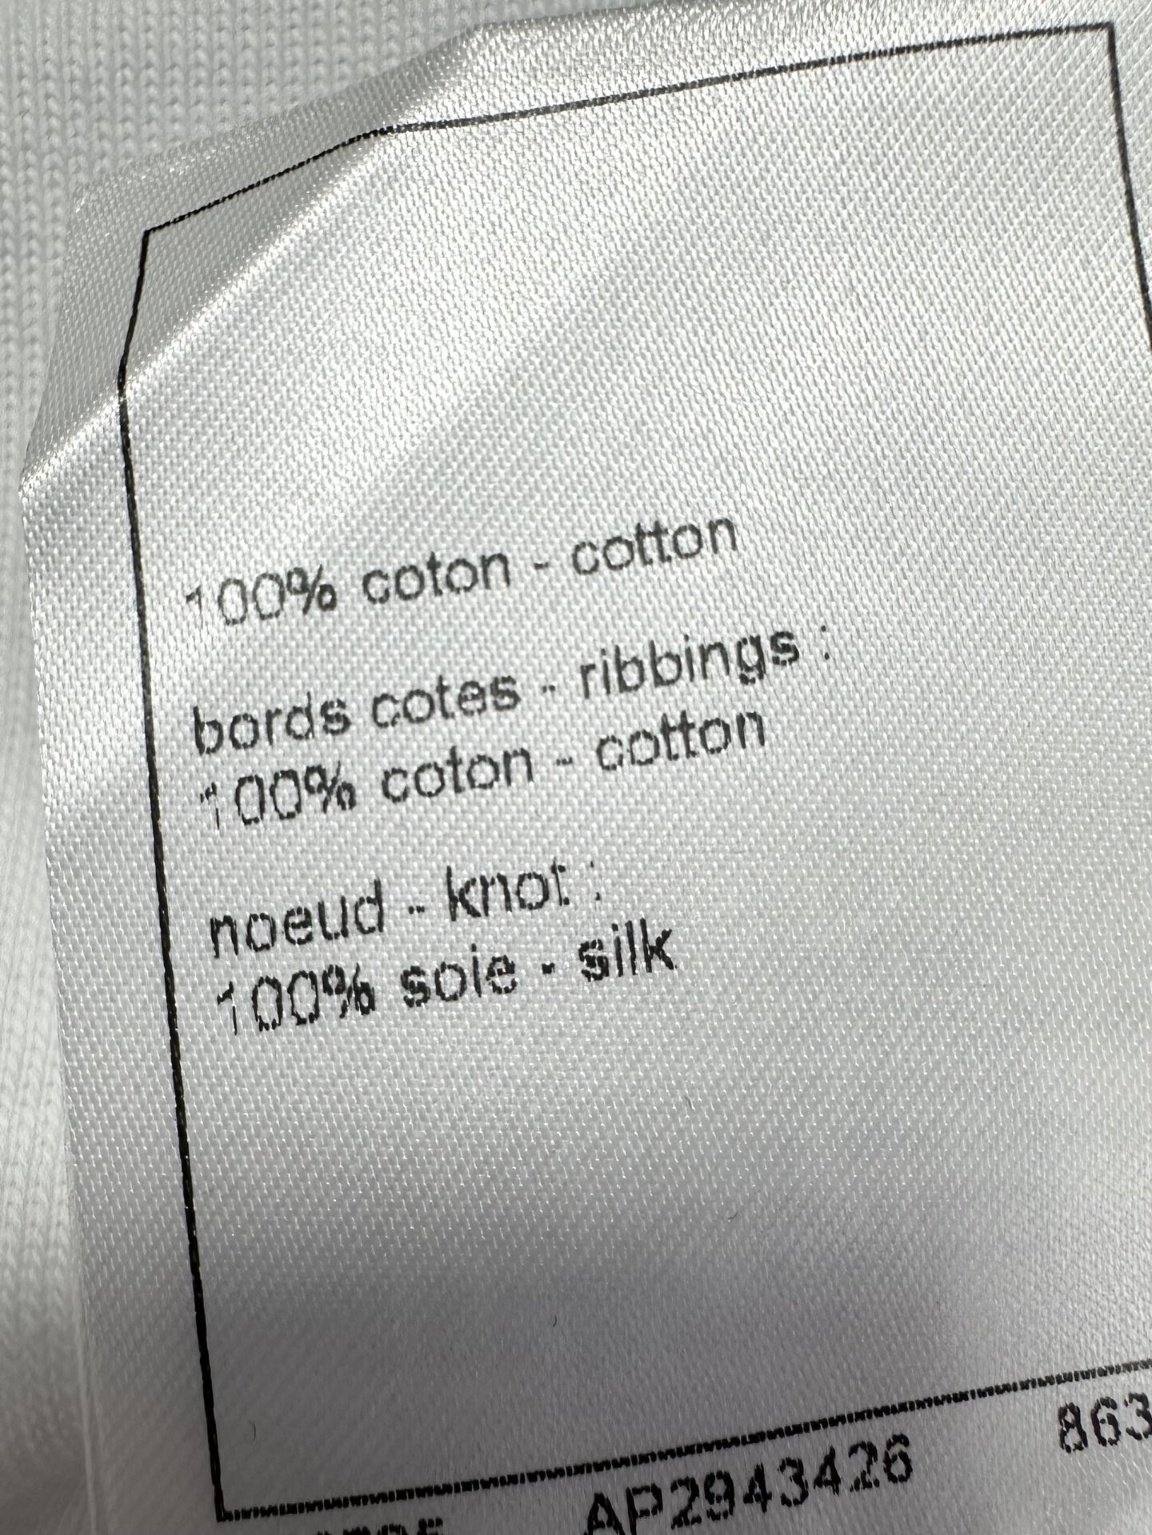 100% coton - cotton
bords cotes - ribbings :
100% coton - cotton
noeud - knot :
100% soie - silk
863
AP2943426